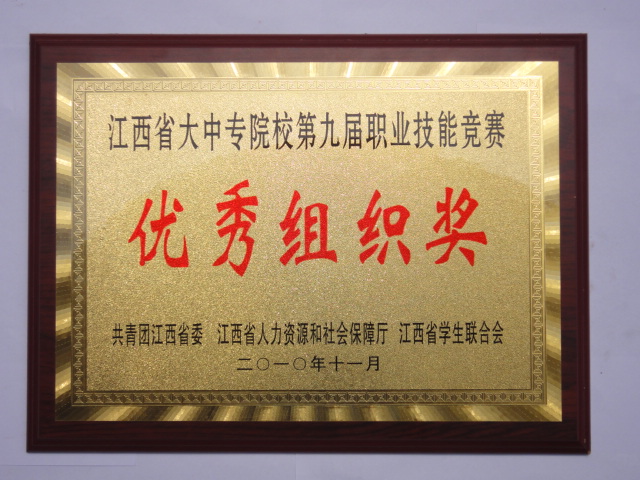 江西省大中专院校第九届职业技能竞赛
优秀组织奖
共青团江西省委 江西省人力资源和社会保障厅 江西省学生联合会
二○一○年十一月